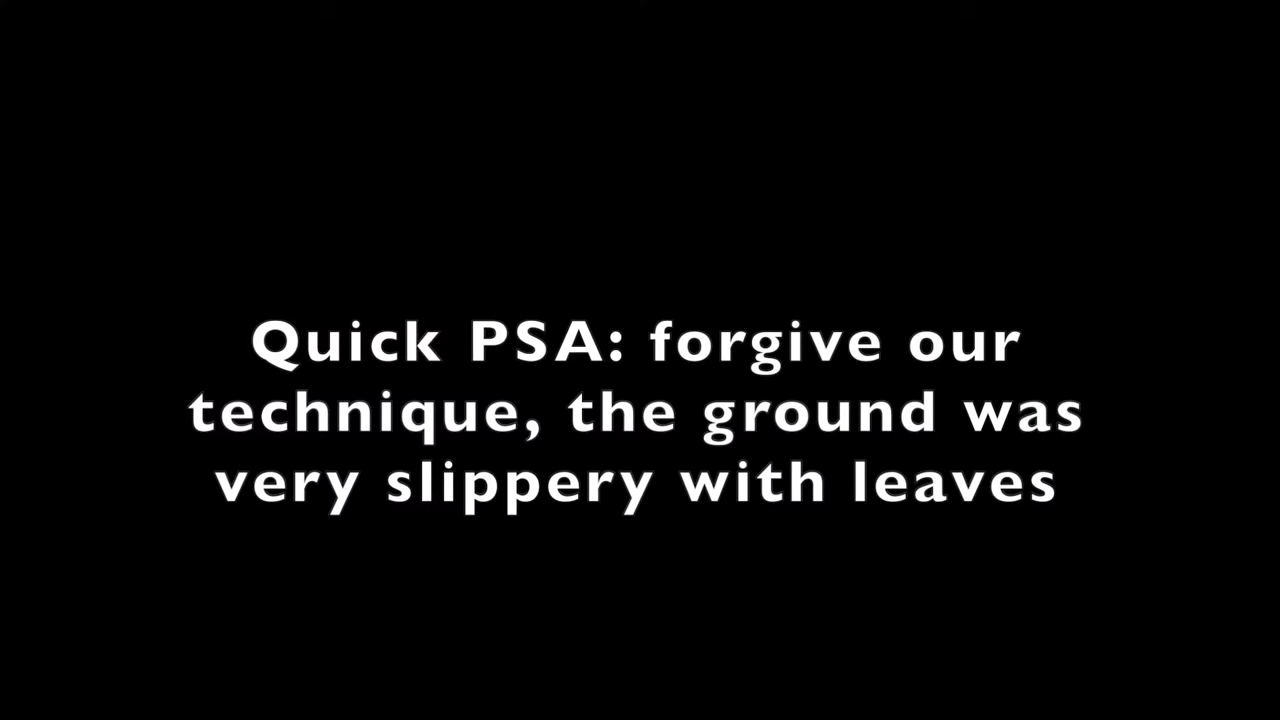 Quick PSA: forgive our
technique, the ground was
very slippery with leaves